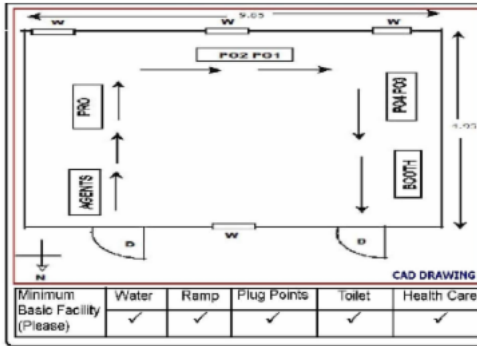 9.85
W W W
PO2 PO1
PRO
PO4 PO3
AGENTS
BOOTH
W
D D
N
CAD DRAWING
Minimum Basic Facility (Please) Water Ramp Plug Points Toilet Health Care
✓ ✓ ✓ ✓ ✓